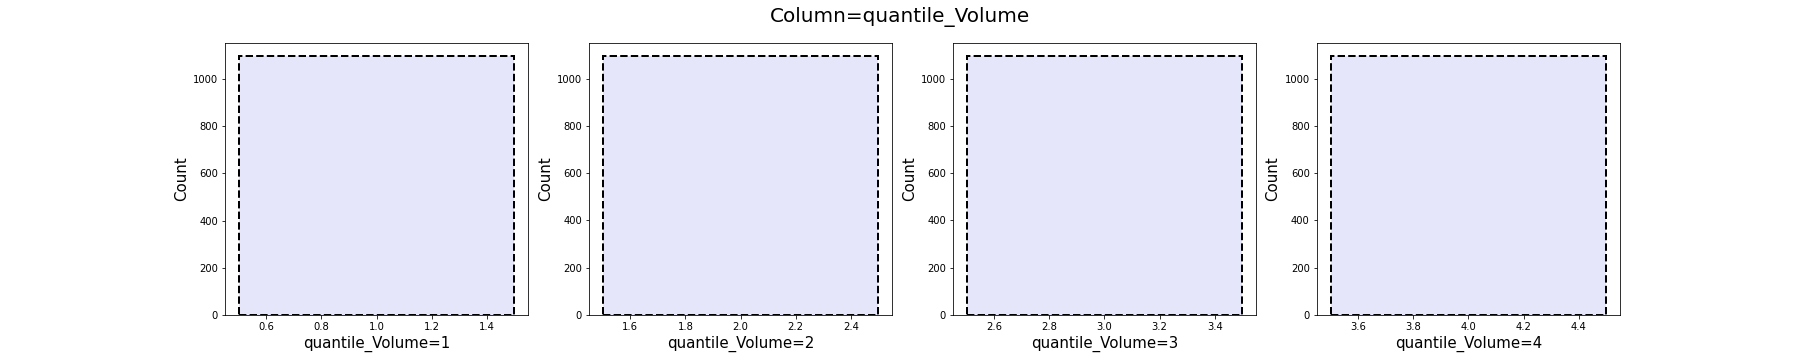 Column=quantile_Volume
1000
800
600
400
200
0
Count
0.6 0.8 1.0 1.2 1.4
quantile_Volume=1
1000
800
600
400
200
0
Count
1.6 1.8 2.0 2.2 2.4
quantile_Volume=2
1000
800
600
400
200
0
Count
2.6 2.8 3.0 3.2 3.4
quantile_Volume=3
1000
800
600
400
200
0
Count
3.6 3.8 4.0 4.2 4.4
quantile_Volume=4